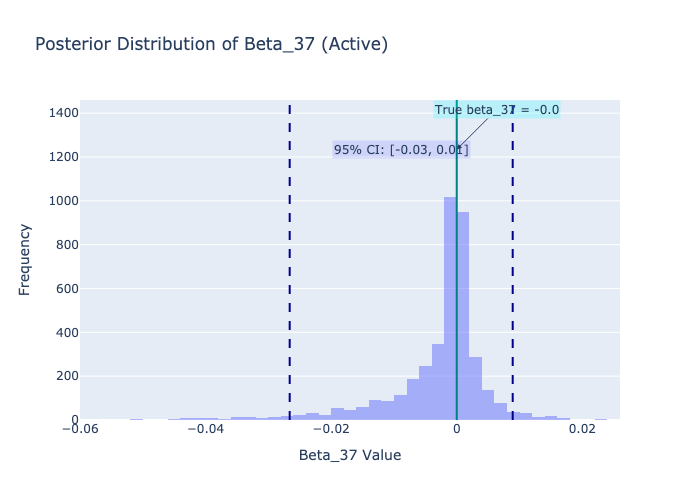 Posterior Distribution of Beta_37 (Active)
True beta_37 = -0.0
95% CI: [-0.03, 0.01]
1400
1200
1000
800
600
400
200
0
Frequency
−0.06
−0.04
−0.02
0
0.02
Beta_37 Value